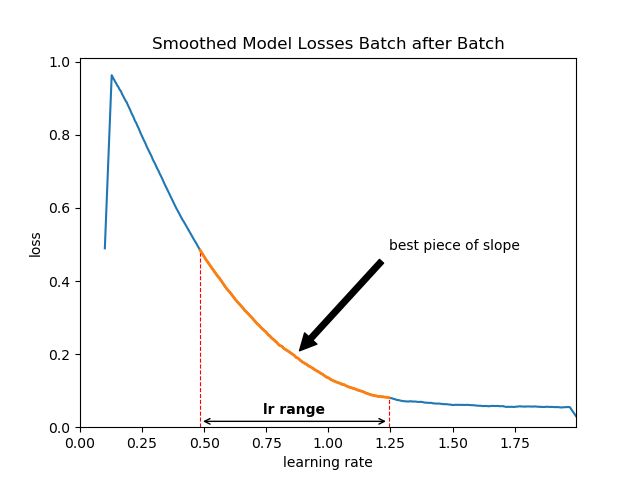 Smoothed Model Losses Batch after Batch
1.0
0.8
0.6
0.4
0.2
0.0
loss
best piece of slope
lr range
0.00 0.25 0.50 0.75 1.00 1.25 1.50 1.75
learning rate